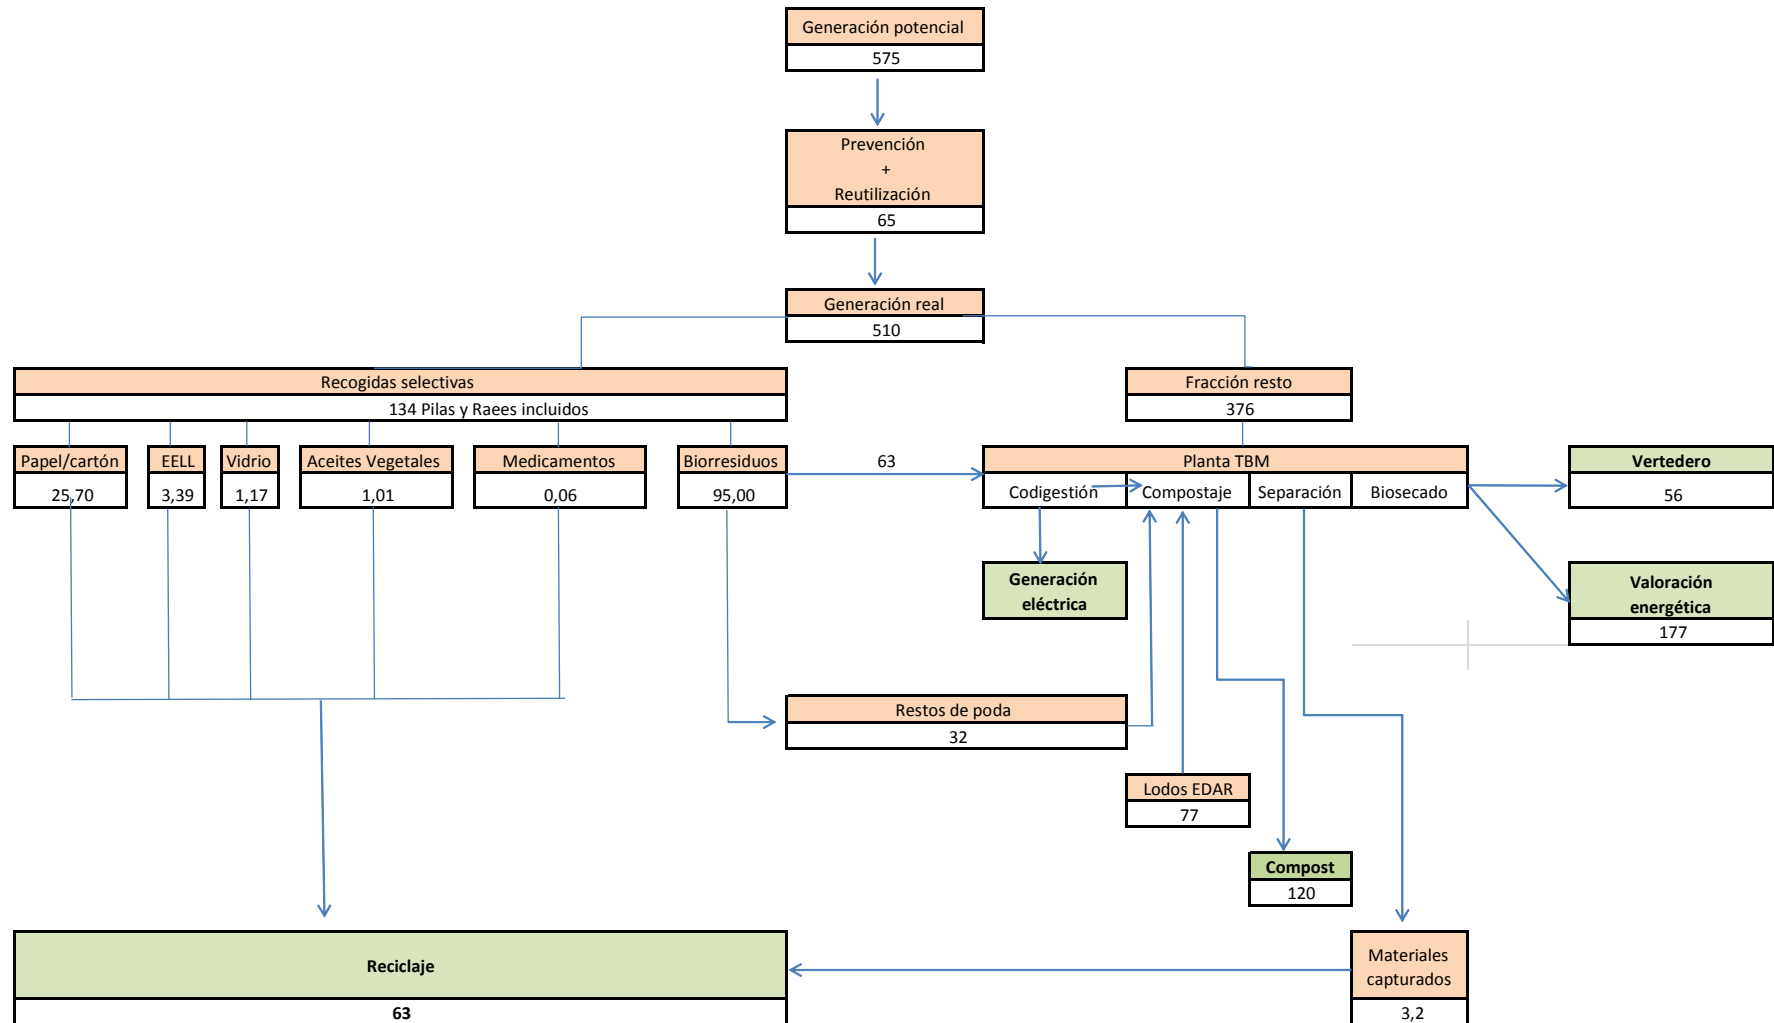 Generación potencial
575
Prevención
+
Reutilización
65
Generación real
510
Recogidas selectivas
134 Pilas y Raees incluidos
Fracción resto
376
Papel/cartón
25,70
EELL
3,39
Vidrio
1,17
Aceites Vegetales
1,01
Medicamentos
0,06
Biorresiduos
95,00
63
Planta TBM
Codigestión
Compostaje
Separación
Biosecado
Vertedero
56
Generación
eléctrica
Valoración
energética
177
Restos de poda
32
Lodos EDAR
77
Compost
120
Reciclaje
63
Materiales
capturados
3,2